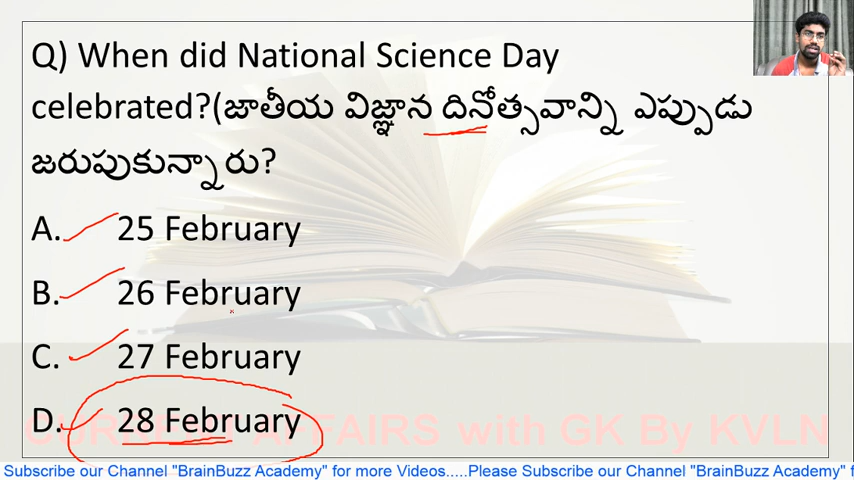 Q) When did National Science Day
celebrated?(జాతీయ విజ్ఞాన దినోత్సవాన్ని ఎప్పుడు
జరుపుకున్నారు?
A. 25 February
B. 26 February
C. 27 February
D. 28 February
CURRENT AFFAIRS with GK By KVLN
Subscribe our Channel "BrainBuzz Academy" for more Videos.....Please Subscribe our Channel "BrainBuzz Academy" f